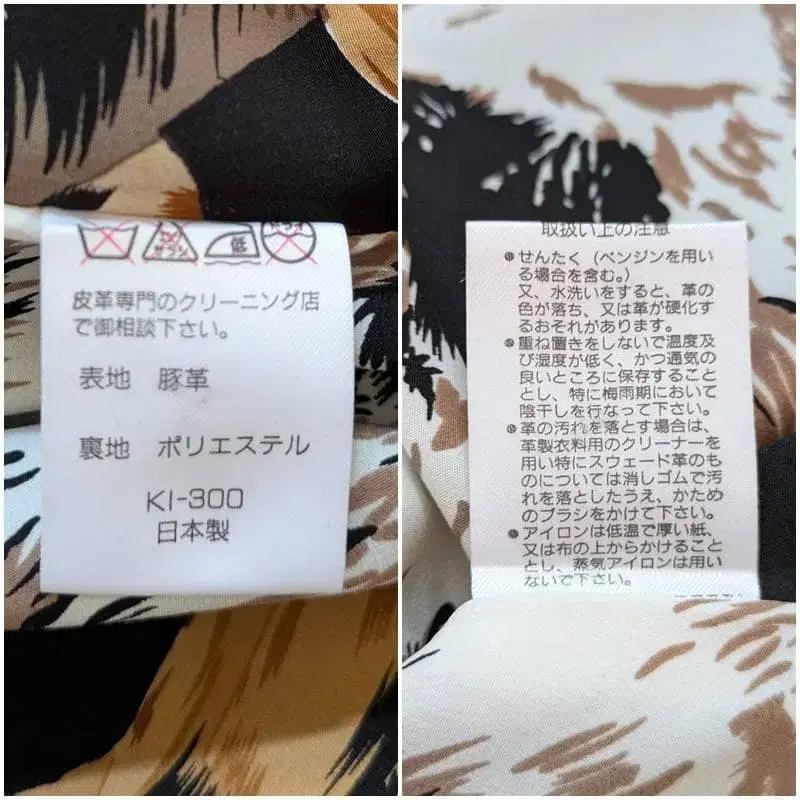 サラシ
低
ドライ
皮革専門のクリーニング店
で御相談下さい。
表地 豚革
裏地 ポリエステル
KI-300
日本製
取扱い上の注意
●せんたく（ベンジンを用い
る場合を含む。）
又、水洗いをすると、革の
色が落ち、又は革が硬化す
るおそれがあります。
●重ね置きをしないで温度及
び湿度が低く、かつ通気の
良いところに保存すること
とし、特に梅雨期において
陰干しを行なって下さい。
●革の汚れを落とす場合は、
革製衣料用のクリーナーを
用い特にスウェード革のも
のについては消しゴムで汚
れを落としたうえ、かため
のブラシをかけて下さい。
●アイロンは低温で厚い紙、
又は布の上からかけること
とし、蒸気アイロンは用い
ないで下さい。